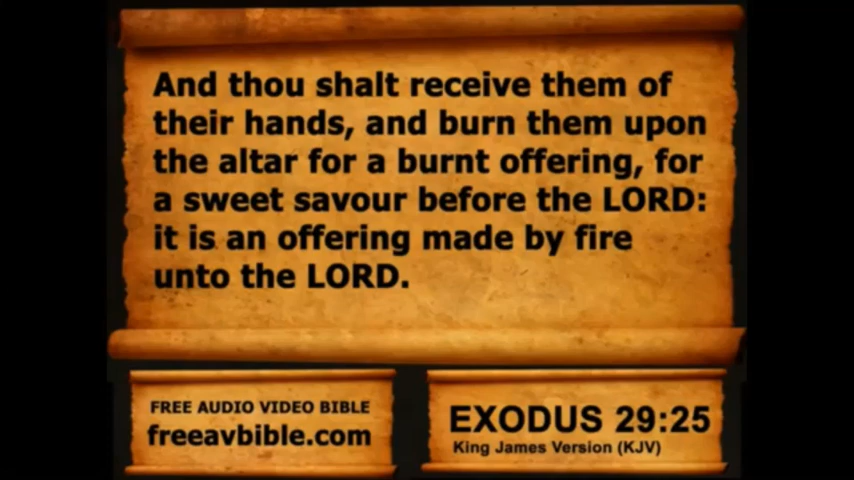 And thou shalt receive them of
their hands, and burn them upon
the altar for a burnt offering, for
a sweet savour before the LORD:
it is an offering made by fire
unto the LORD.
FREE AUDIO VIDEO BIBLE
freeavbible.com
EXODUS 29:25
King James Version (KJV)